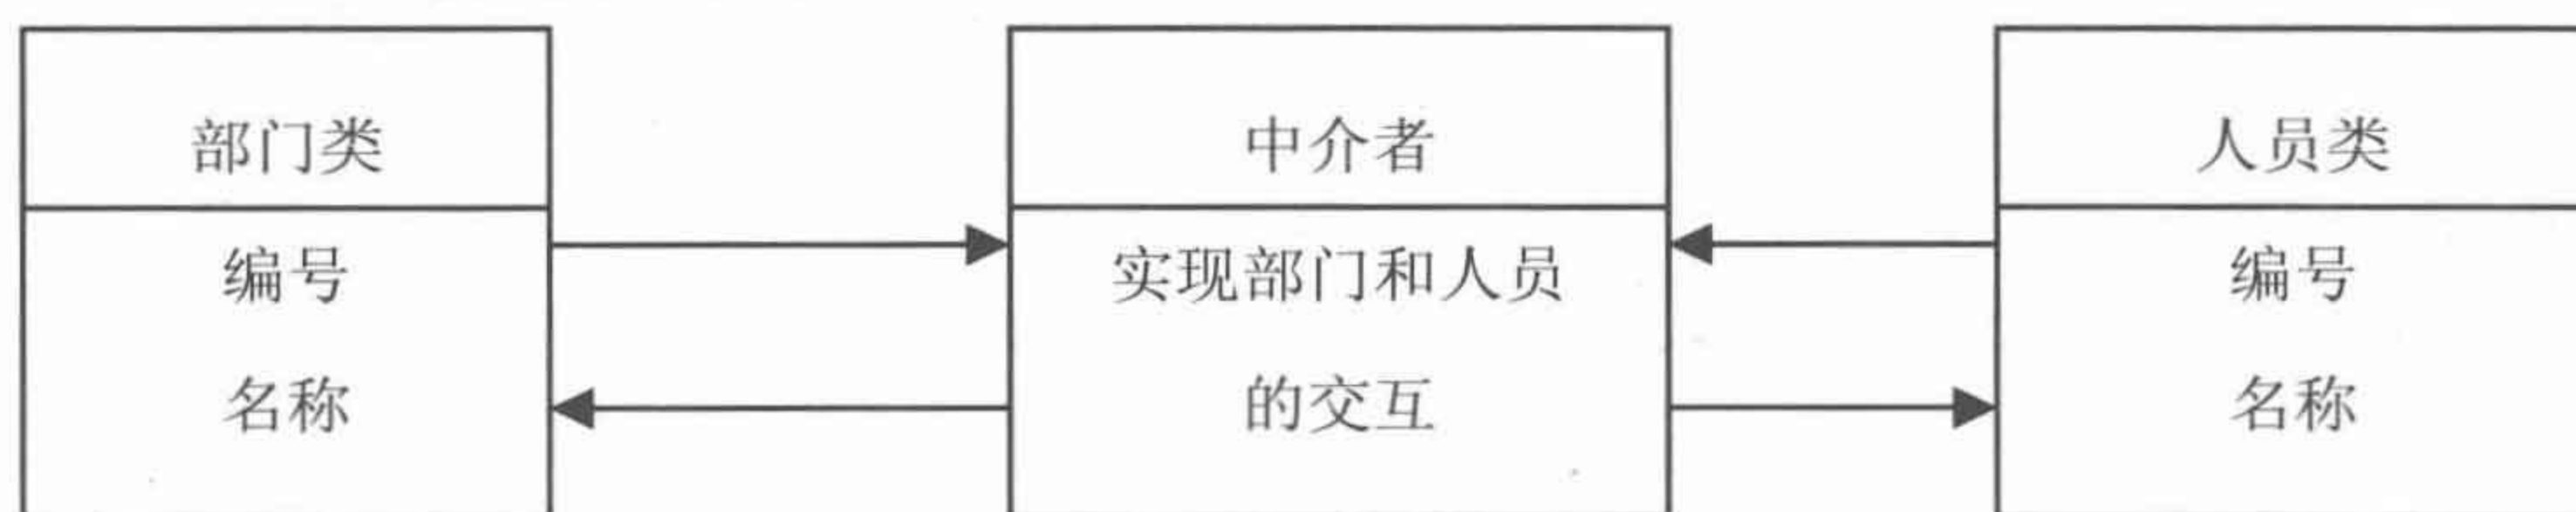 部门类
编号
名称
中介者
实现部门和人员
的交互
人员类
编号
名称